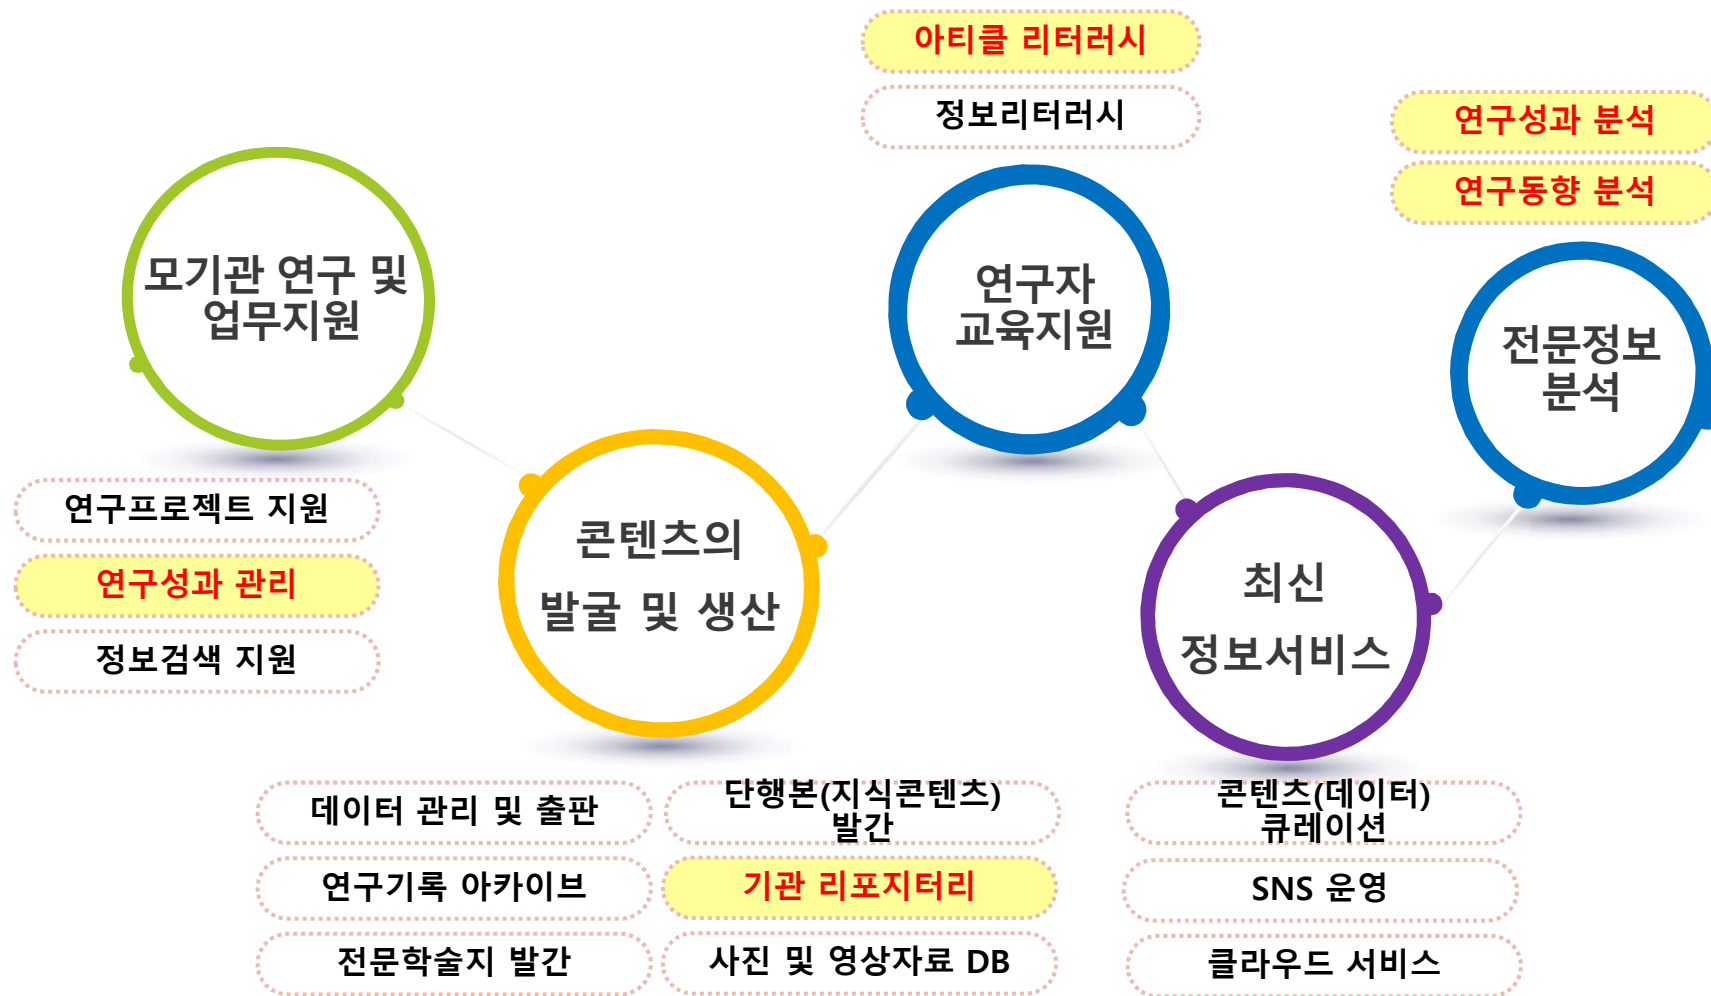 아티클 리터러시
정보리터러시
연구성과 분석
연구동향 분석
모기관 연구 및
업무지원
연구자
교육지원
전문정보
분석
연구프로젝트 지원
연구성과 관리
정보검색 지원
콘텐츠의
발굴 및 생산
최신
정보서비스
데이터 관리 및 출판
연구기록 아카이브
전문학술지 발간
단행본(지식콘텐츠)
발간
기관 리포지터리
사진 및 영상자료 DB
콘텐츠(데이터)
큐레이션
SNS 운영
클라우드 서비스